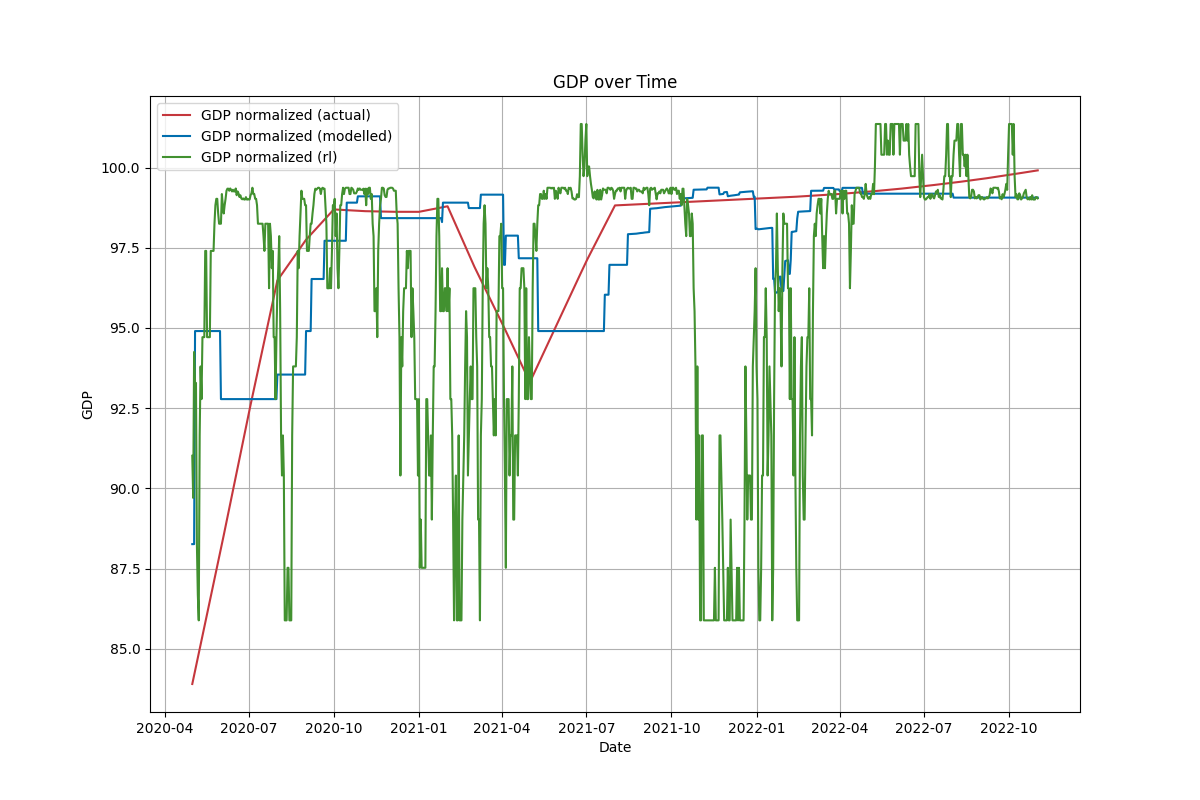 GDP over Time
GDP normalized (actual)
GDP normalized (modelled)
GDP normalized (rl)
100.0
97.5
95.0
92.5
90.0
87.5
85.0
GDP
2020-04 2020-07 2020-10 2021-01 2021-04 2021-07 2021-10 2022-01 2022-04 2022-07 2022-10
Date